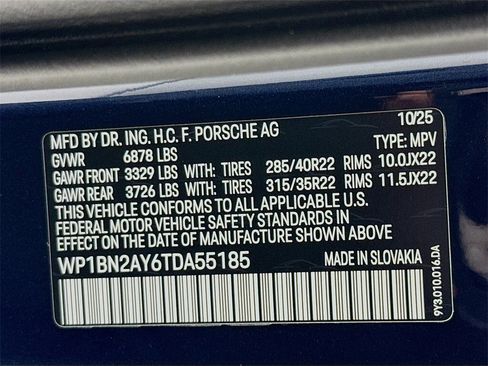 10/25
MFD BY DR. ING. H.C. F. PORSCHE AG
GVWR 6878 LBS TYPE: MPV
GAWR FRONT 3329 LBS WITH: TIRES 285/40R22 RIMS 10.0JX22
GAWR REAR 3726 LBS WITH: TIRES 315/35R22 RIMS 11.5JX22
THIS VEHICLE CONFORMS TO ALL APPLICABLE U.S.
FEDERAL MOTOR VEHICLE SAFETY STANDARDS IN
EFFECT ON THE DATE OF MANUFACTURE SHOWN ABOVE
WP1BN2AY6TDA55185 MADE IN SLOVAKIA
9Y3.010.016.DA